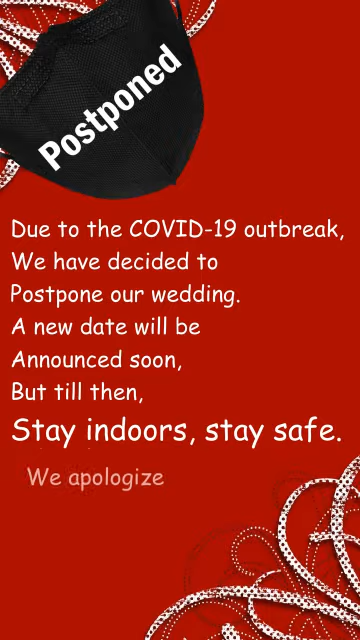 Postponed
Due to the COVID-19 outbreak,
We have decided to
Postpone our wedding.
A new date will be
Announced soon,
But till then,
Stay indoors, stay safe.
We apologize